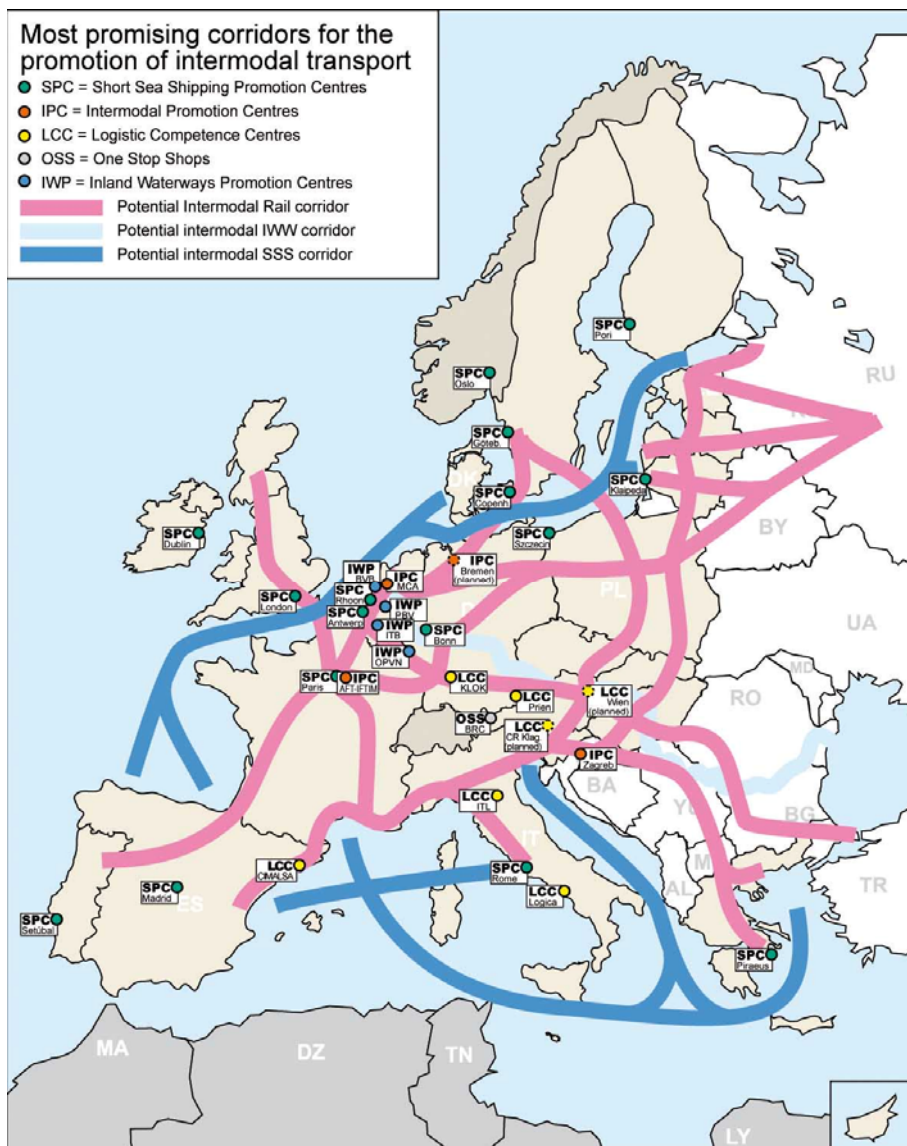 Most promising corridors for the
promotion of intermodal transport
SPC = Short Sea Shipping Promotion Centres
IPC = Intermodal Promotion Centres
LCC = Logistic Competence Centres
OSS = One Stop Shops
IWP = Inland Waterways Promotion Centres
Potential Intermodal Rail corridor
Potential intermodal IWW corridor
Potential intermodal SSS corridor
SPC
Pori
SPC
Oslo
RU
SPC
Göteb.
DK
SPC
Copenh
SPC
Klaipeda
SPC
Dublin
SPC
Szczecin
BY
IPC
Bremen
(planned)
IWP
BVB
IPC
MCA
PL
SPC
London
SPC
Rhoon
IWP
PBV
SPC
Antwerp
IWP
ITB
SPC
Bonn
UA
IWP
OPVN
SPC
Paris
IPC
AFT-IFTIM
LCC
KLOK
LCC
Prien
LCC
Wien
(planned)
MD
RO
OSS
BRC
LCC
CR Klag.
(planned)
IPC
Zagreb
BA
LCC
ITL
YU
BG
IT
LCC
CIMALSA
SPC
Rome
M
AL
TR
SPC
Madrid
ES
LCC
Logica
SPC
Setúbal
SPC
Piraeus
MA
DZ
TN
LY